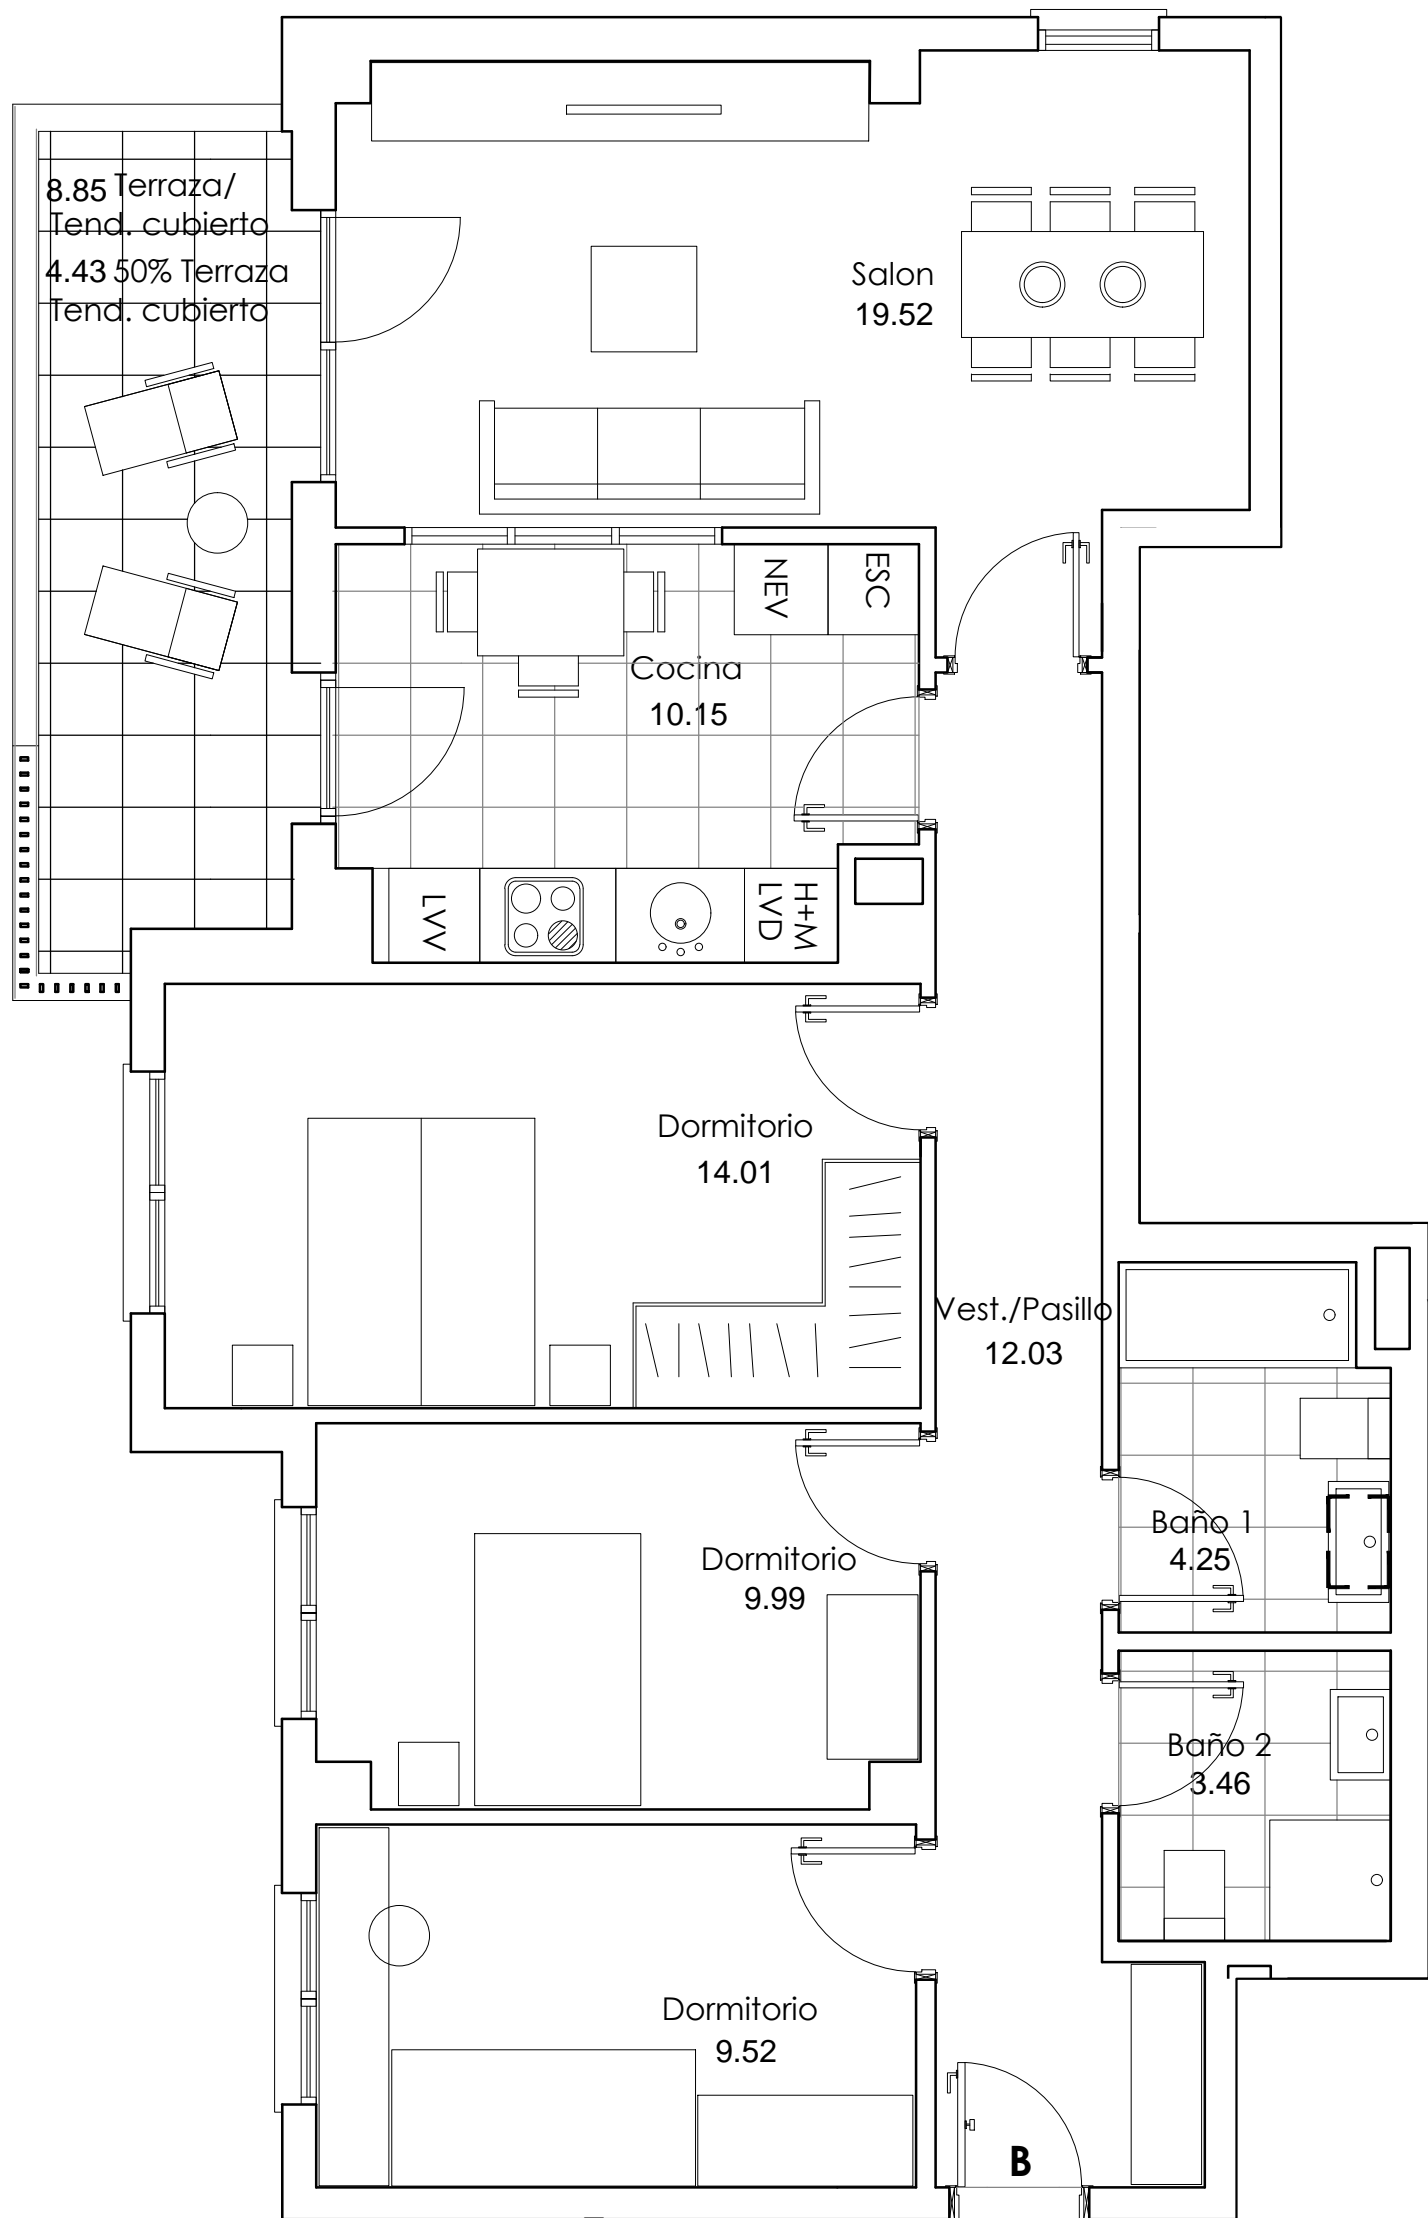 8.85 Terraza/
Tend. cubierto
4.43 50% Terraza
Tend. cubierto
Salon
19.52
NEV
ESC
Cocina
10.15
LVV
H+M
LVD
Dormitorio
14.01
Vest./Pasillo
12.03
Baño 1
4.25
Dormitorio
9.99
Baño 2
3.46
Dormitorio
9.52
B